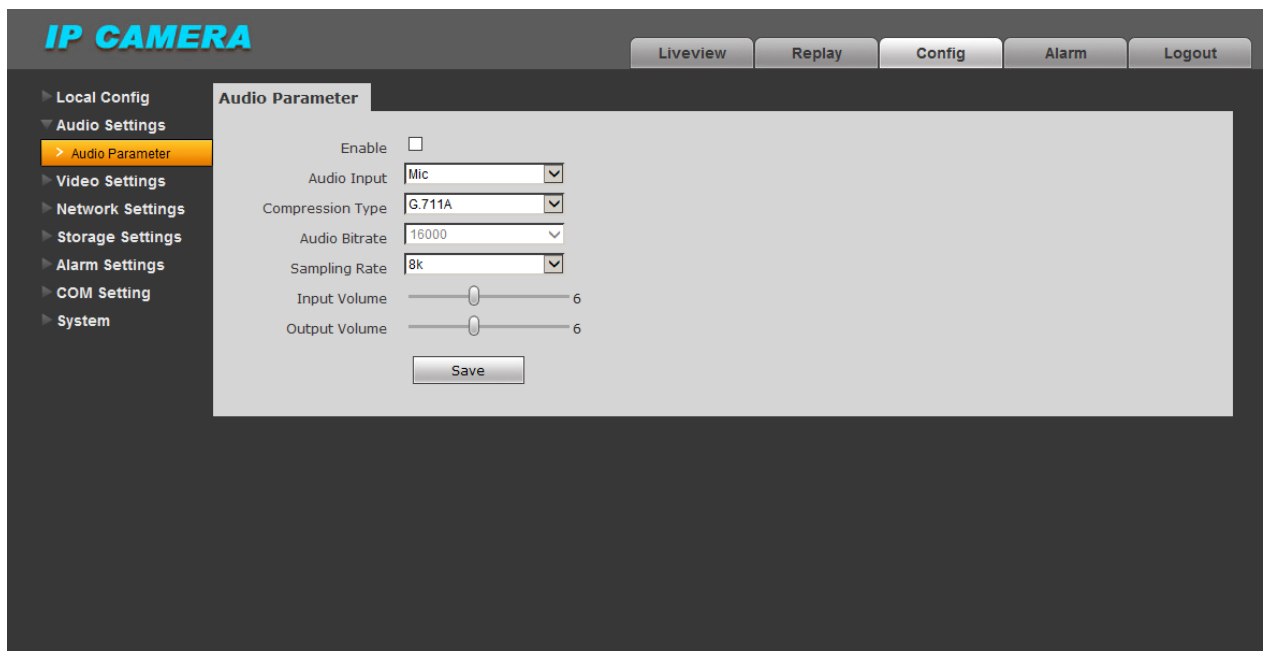 IP CAMERA
Liveview Replay Config Alarm Logout
Local Config
Audio Settings
> Audio Parameter
Video Settings
Network Settings
Storage Settings
Alarm Settings
COM Setting
System
Audio Parameter
Enable
Audio Input Mic
Compression Type G.711A
Audio Bitrate 16000
Sampling Rate 8k
Input Volume 6
Output Volume 6
Save